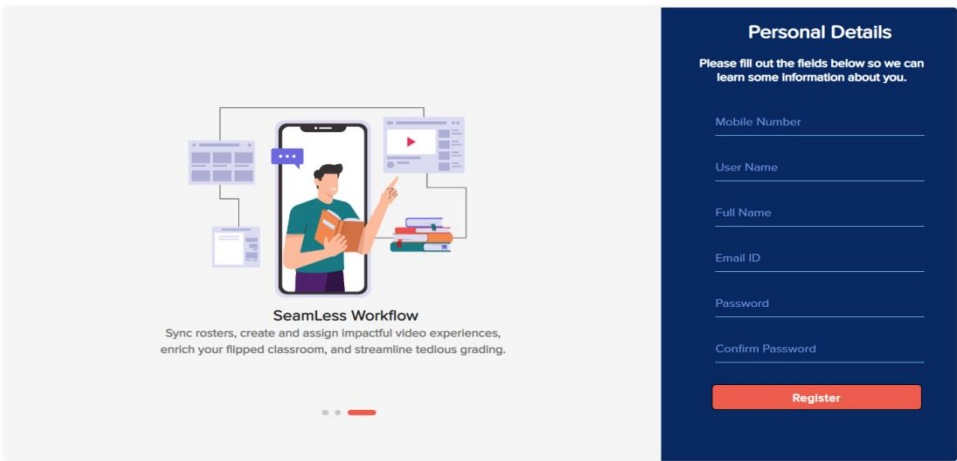 SeamLess Workflow
Sync rosters, create and assign impactful video experiences,
enrich your flipped classroom, and streamline tedious grading.
Personal Details
Please fill out the fields below so we can
learn some information about you.
Mobile Number
User Name
Full Name
Email ID
Password
Confirm Password
Register